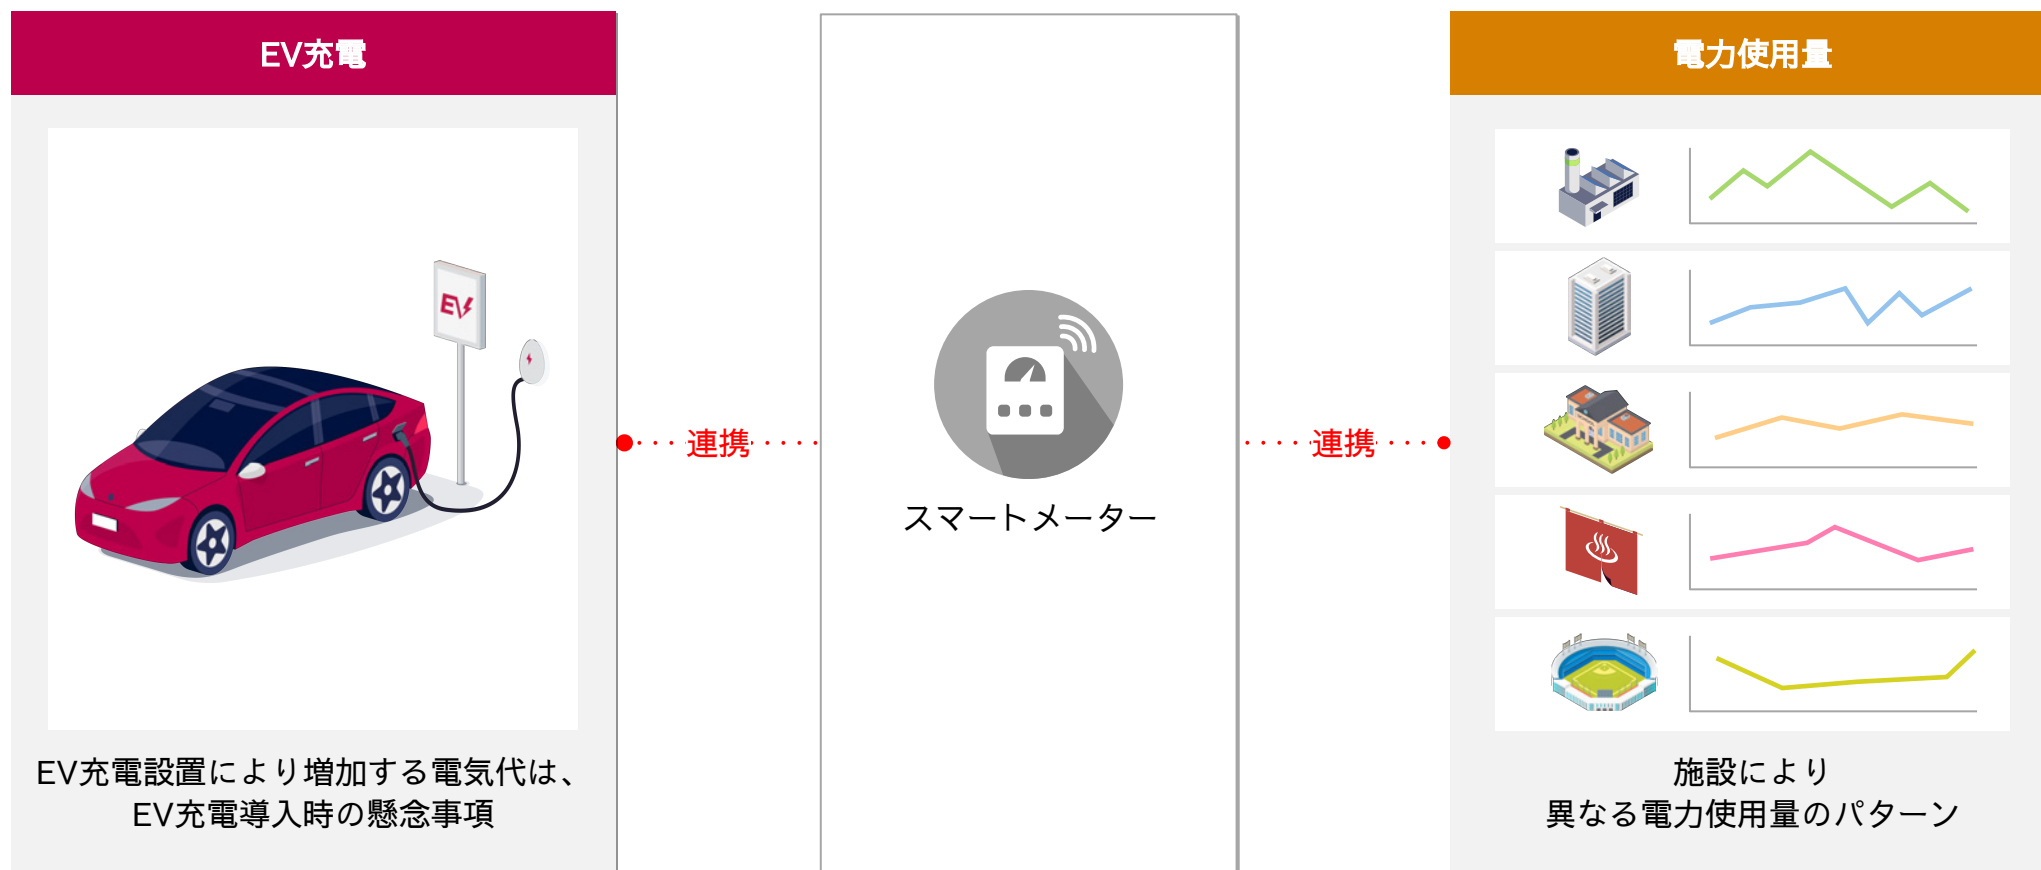 EV充電
電力使用量
EV
連携
連携
スマートメーター
EV充電設置により増加する電気代は、
EV充電導入時の懸念事項
施設により
異なる電力使用量のパターン